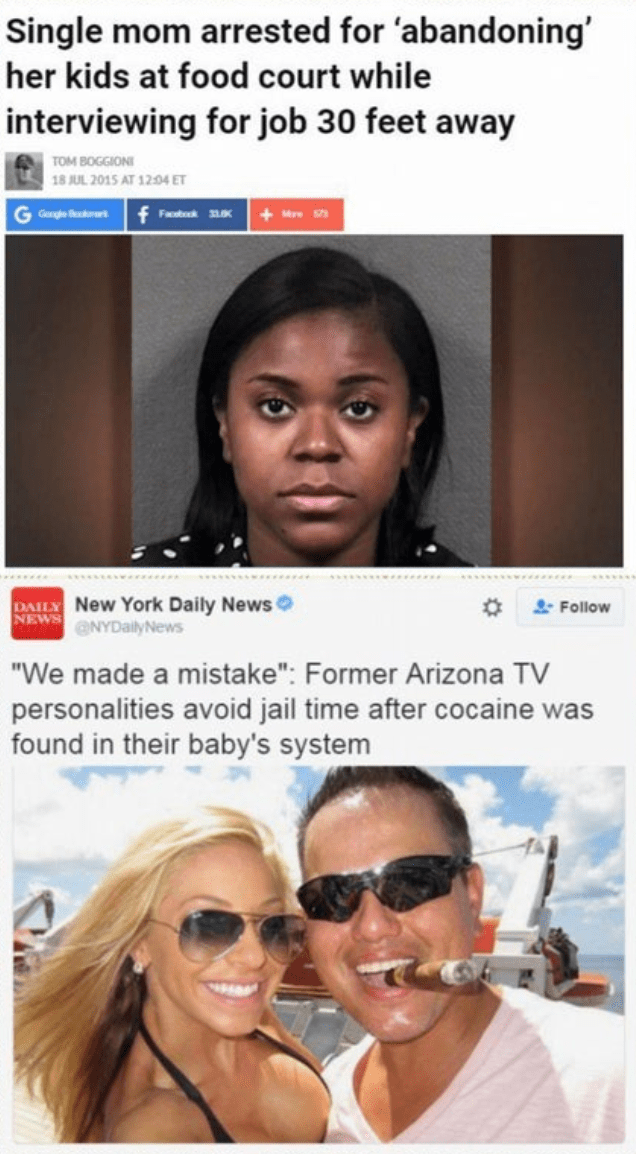 Single mom arrested for ‘abandoning’
her kids at food court while
interviewing for job 30 feet away
TOM BOGGIONI
18 JUL 2015 AT 12:04 ET
Google Bookmark Facebook 33.8K More 573
DAILY NEWS
New York Daily News
@NYDailyNews
Follow
"We made a mistake": Former Arizona TV
personalities avoid jail time after cocaine was
found in their baby's system